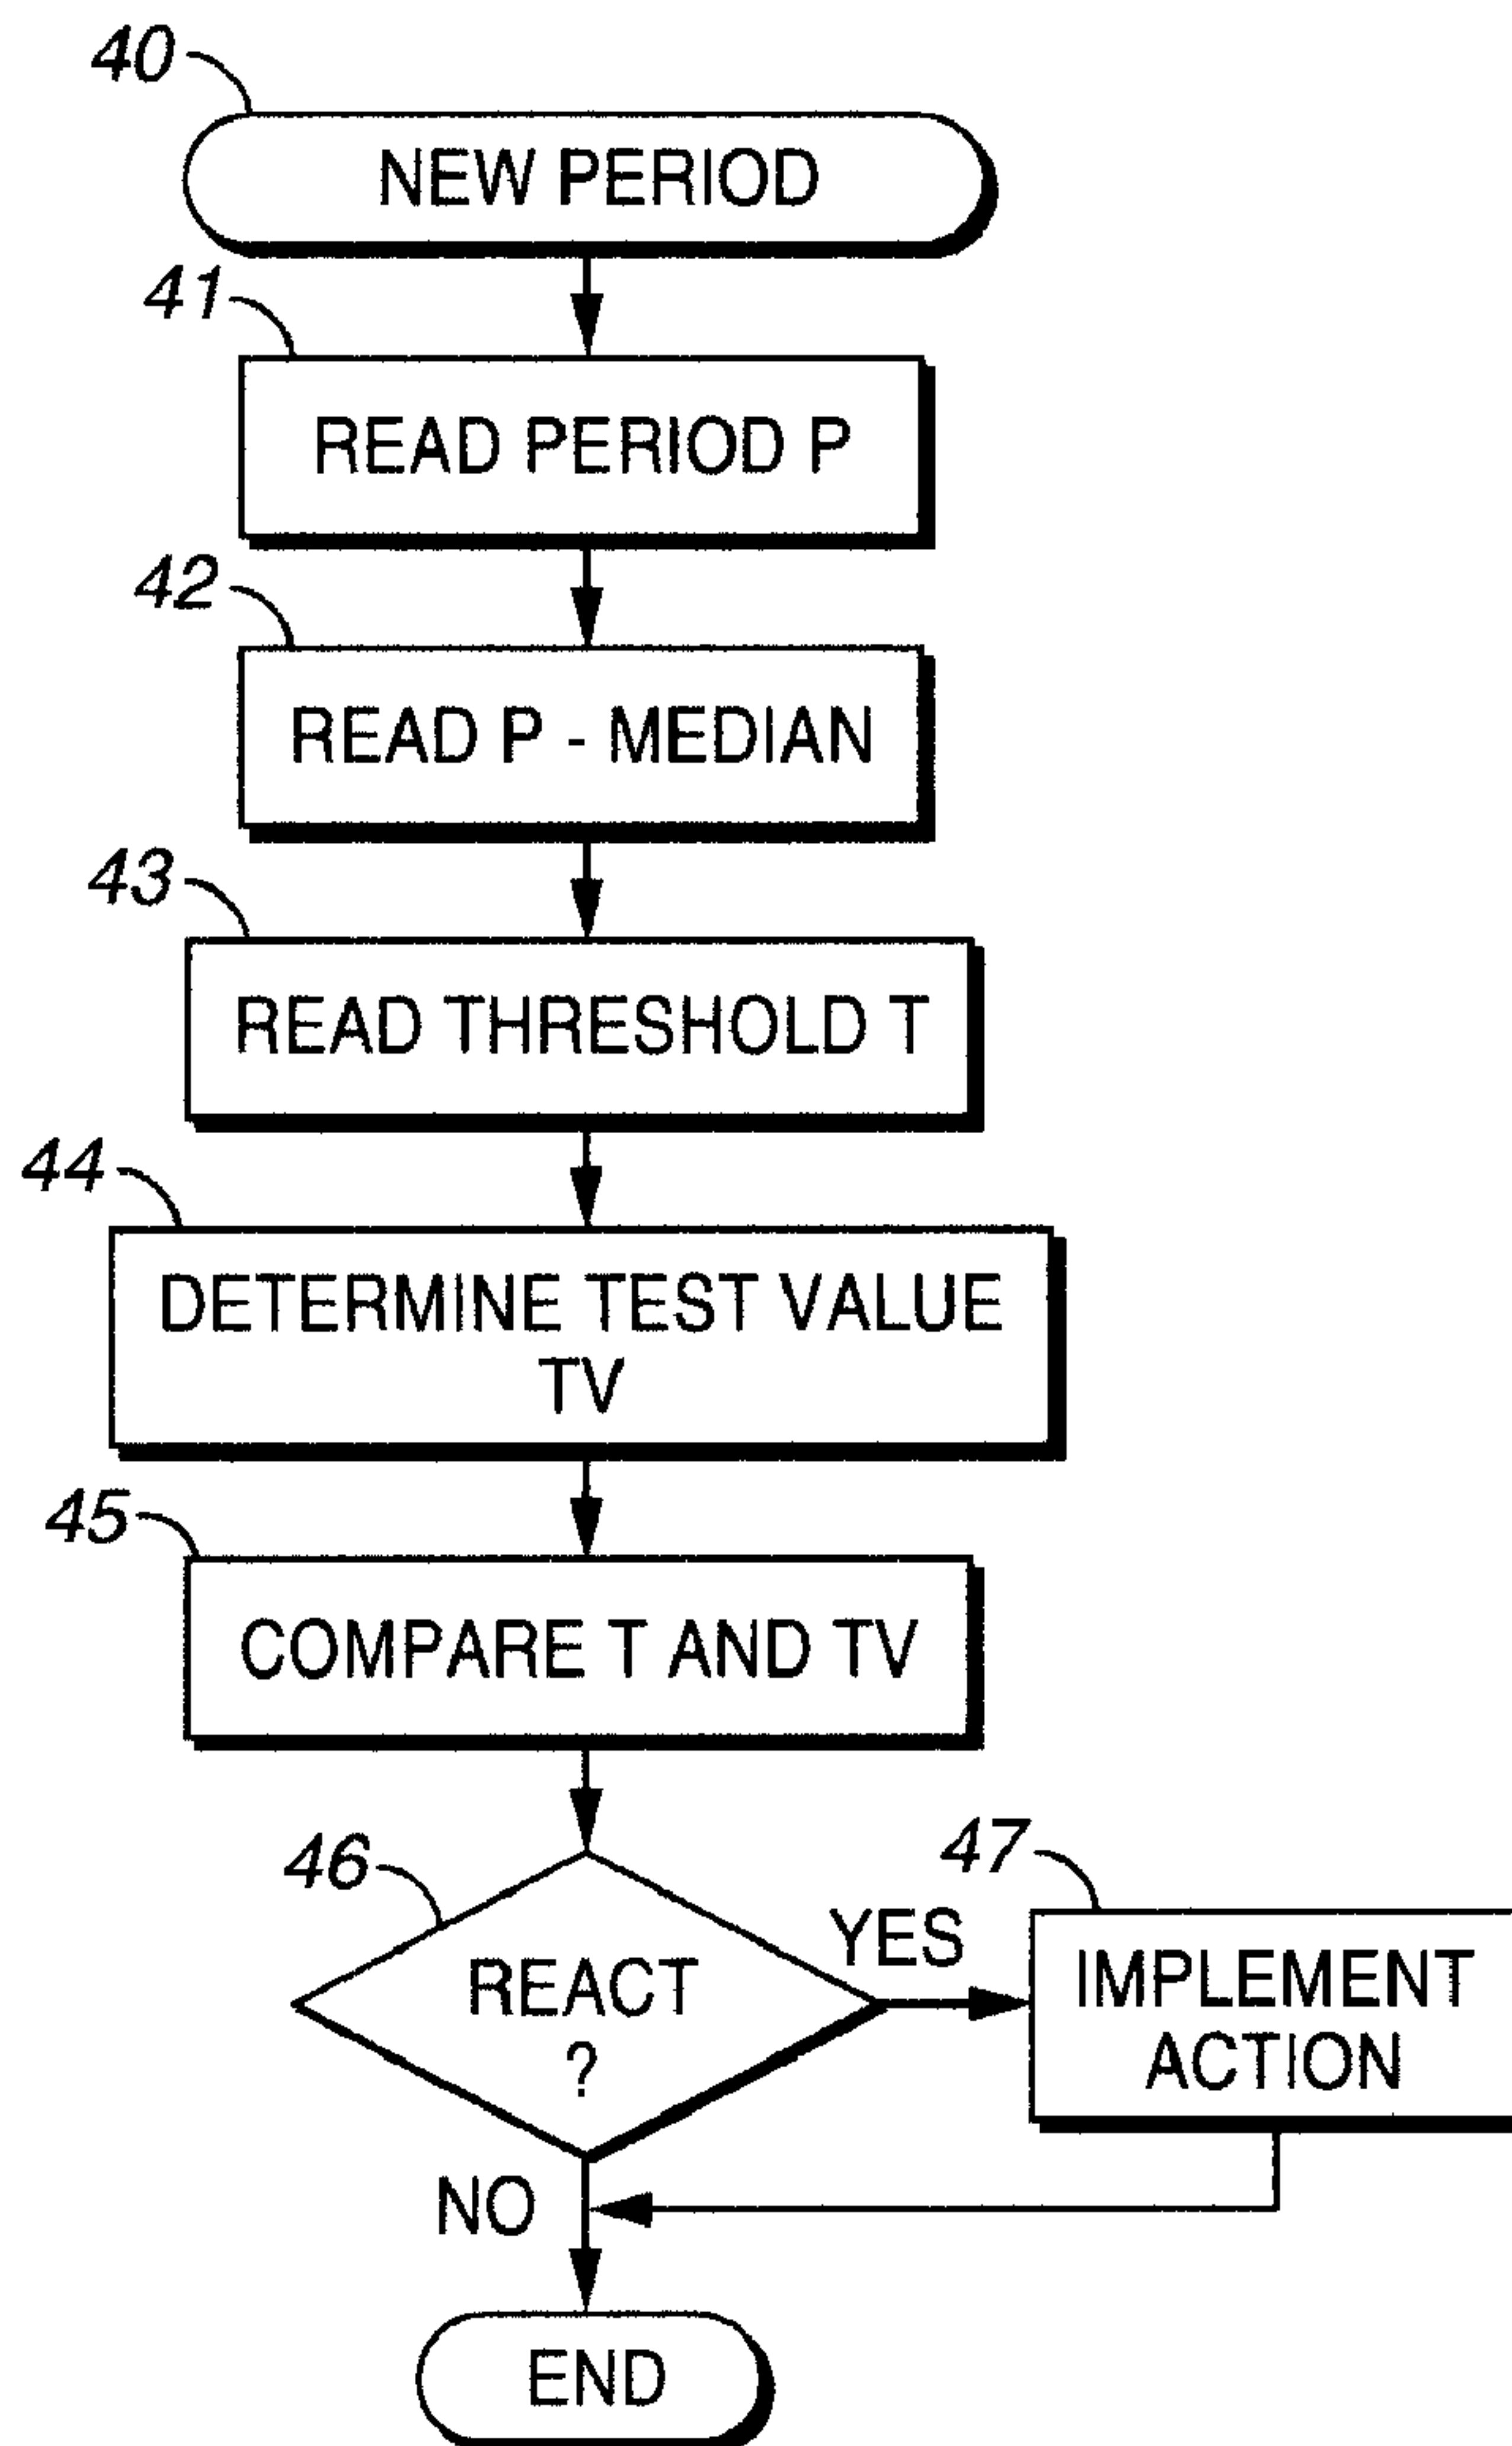 40
NEW PERIOD
41
READ PERIOD P
42
READ P - MEDIAN
43
READ THRESHOLD T
44
DETERMINE TEST VALUE
TV
45
COMPARE T AND TV
46
REACT
?
YES
47
IMPLEMENT
ACTION
NO
END